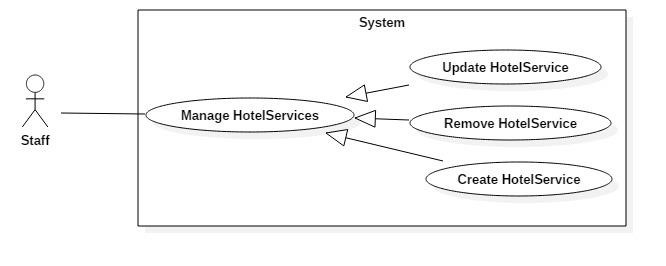 System
Update HotelService
Manage HotelServices
Remove HotelService
Staff
Create HotelService